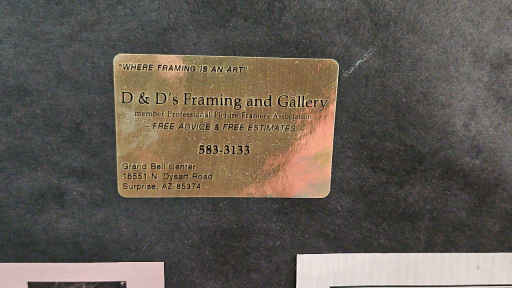 "WHERE FRAMING IS AN ART"
D & D's Framing and Gallery
member Professional Picture Framers Association
FREE ADVICE & FREE ESTIMATES
583-3133
Grand Bell Center
16551 N. Dysart Road
Surprise, AZ 85374